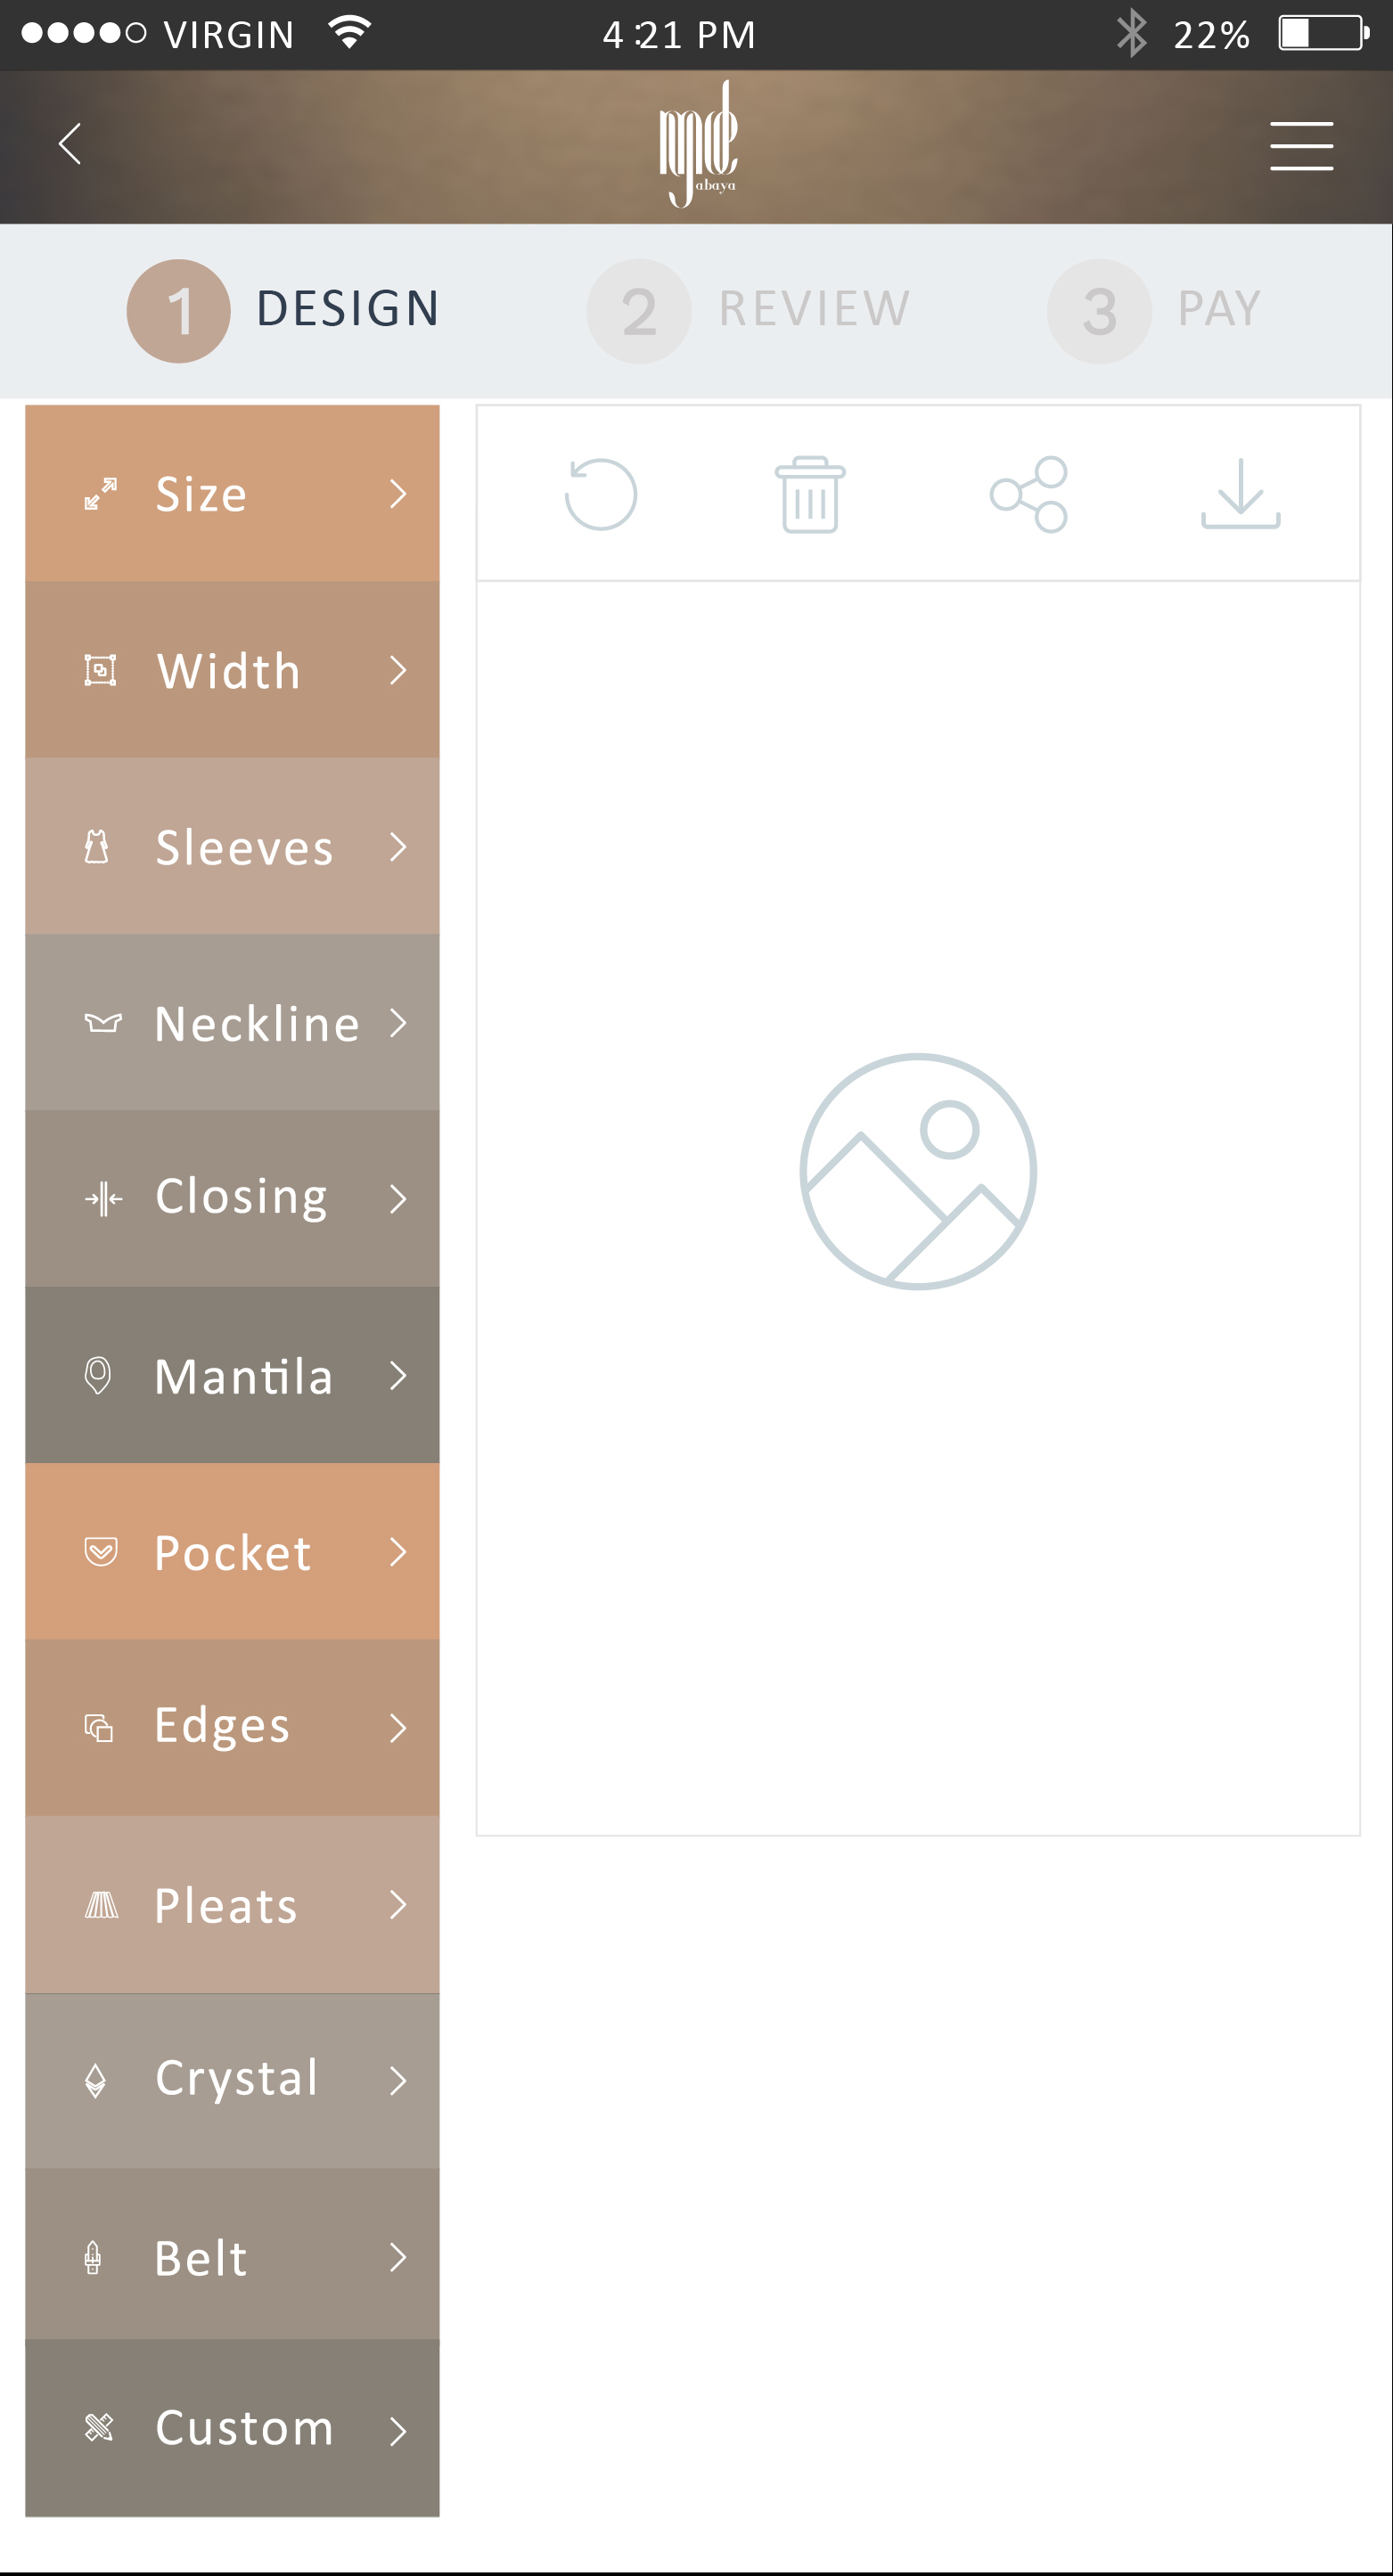 VIRGIN 4:21 PM 22%
abaya
1 DESIGN 2 REVIEW 3 PAY
Size
Width
Sleeves
Neckline
Closing
Mantila
Pocket
Edges
Pleats
Crystal
Belt
Custom